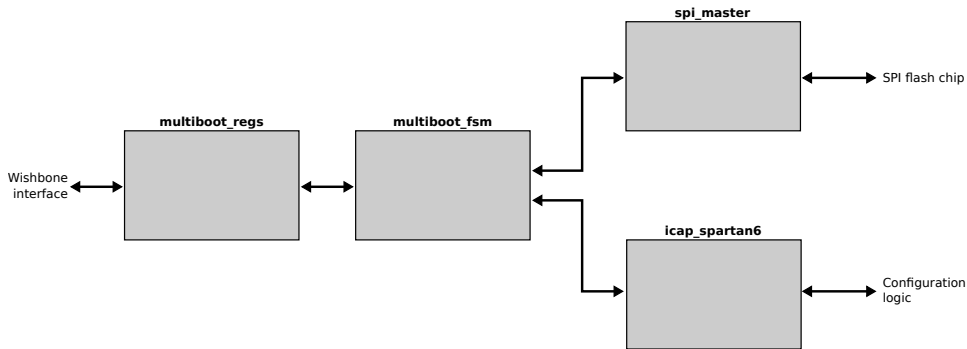 spi_master
SPI flash chip
multiboot_regs
multiboot_fsm
Wishbone
interface
icap_spartan6
Configuration
logic